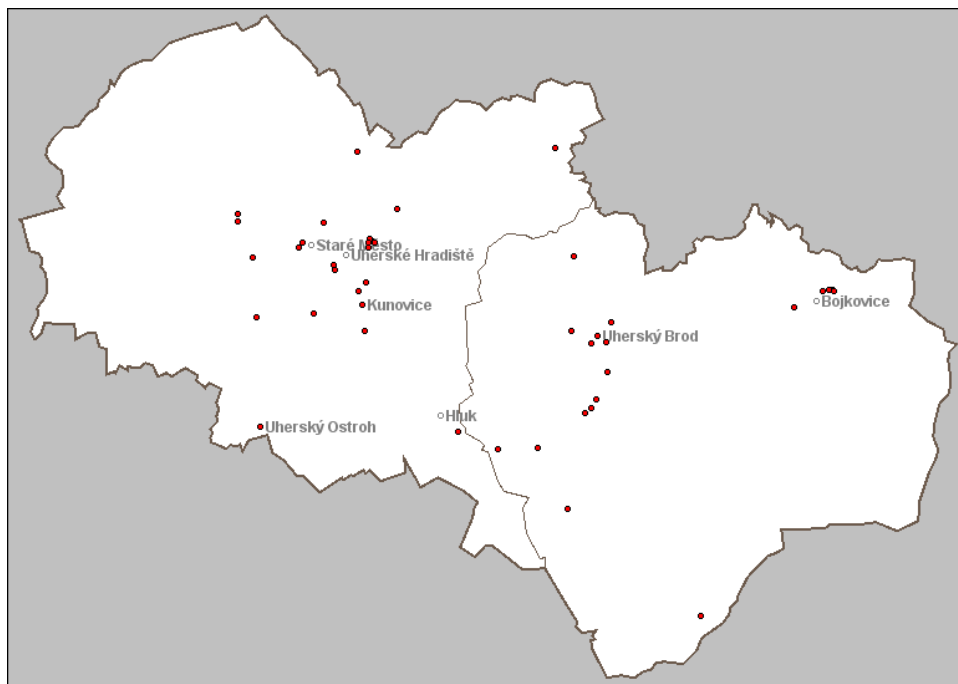 Staré Město
Uherské Hradiště
Kunovice
Bojkovice
Uherský Brod
Hluk
Uherský Ostroh